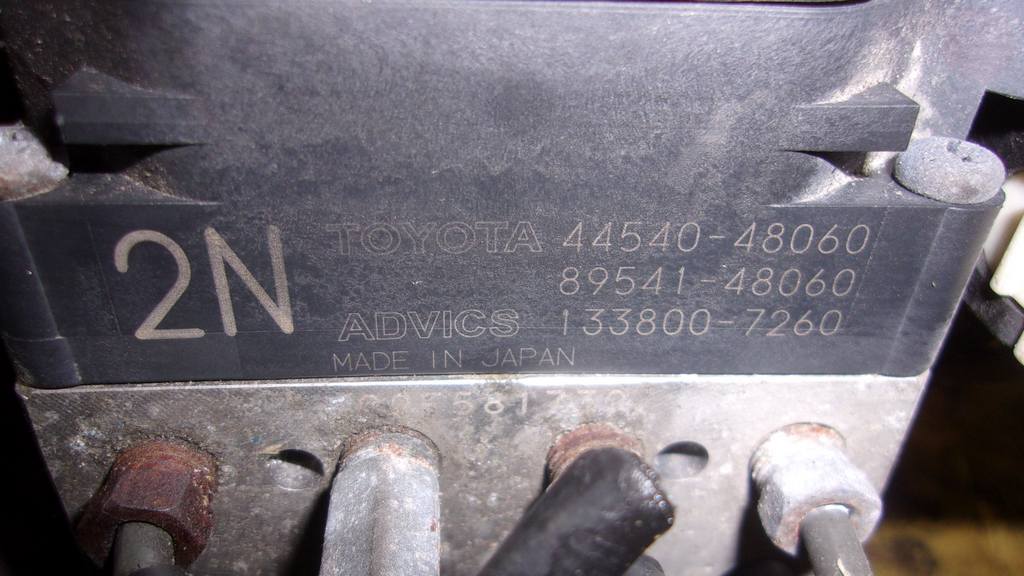 2N
TOYOTA 44540-48060
89541-48060
ADVICS 133800-7260
MADE IN JAPAN